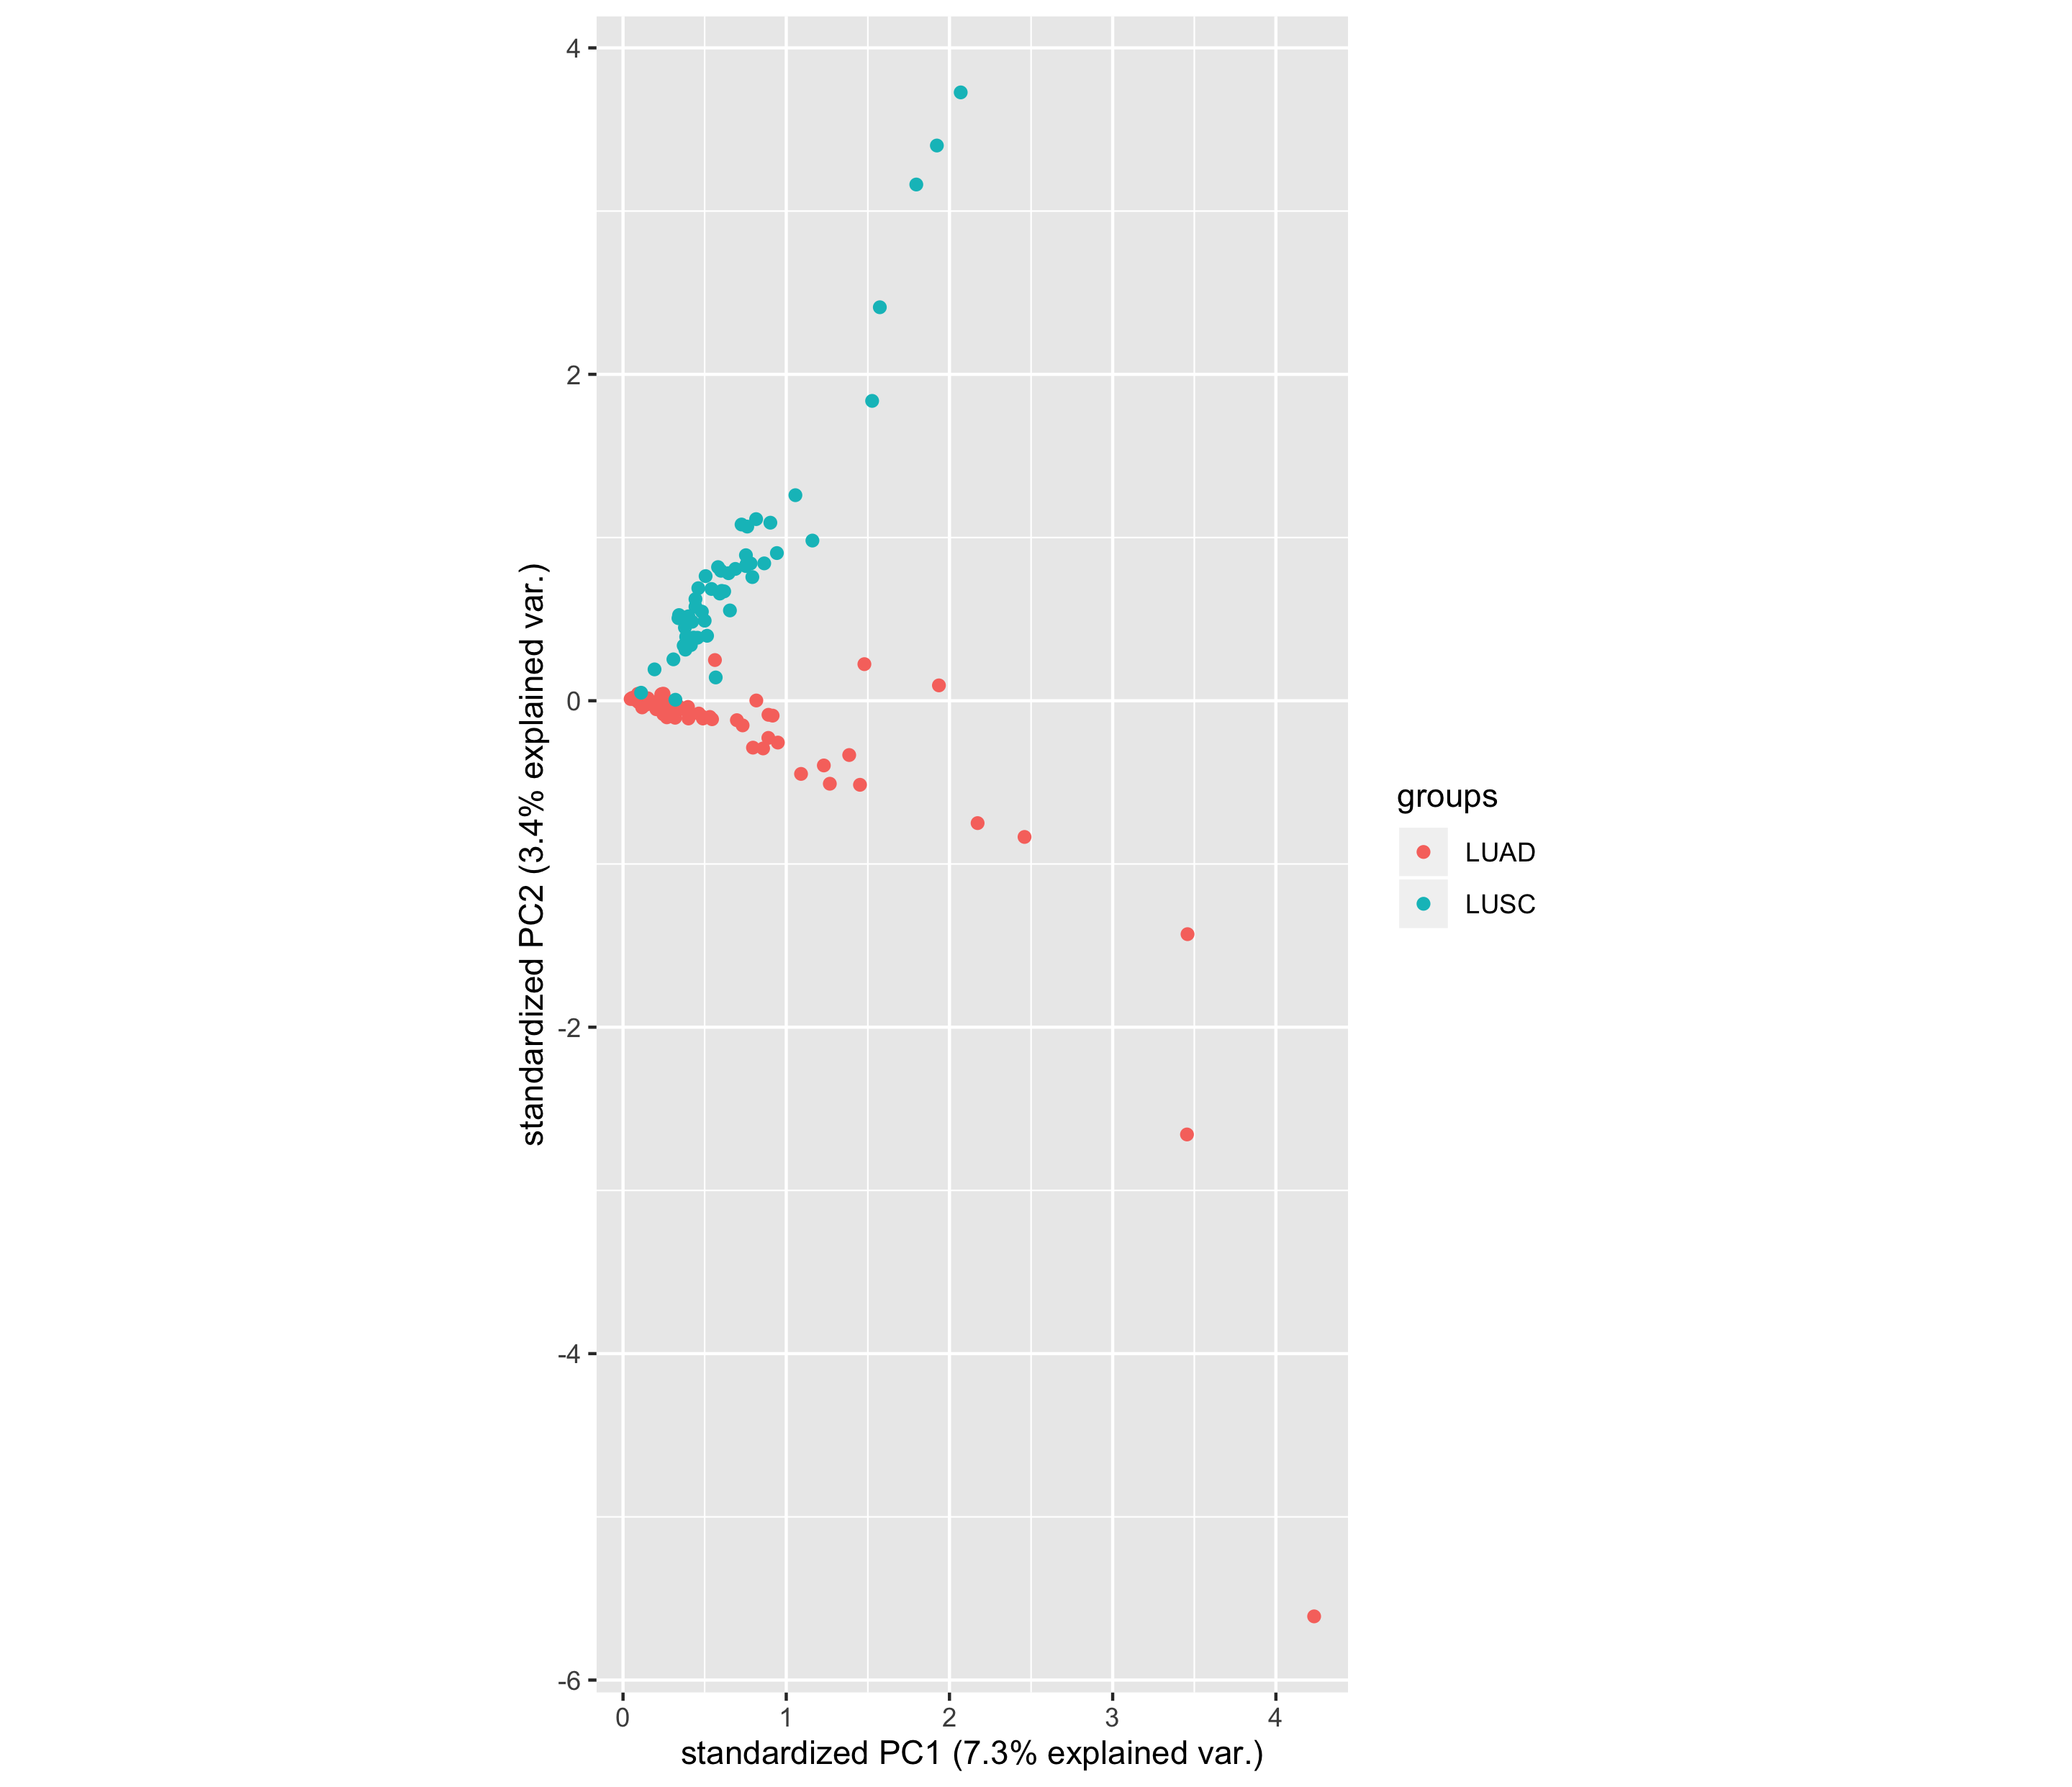 4
2
0
-2
-4
-6
standardized PC2 (3.4% explained var.)
0 1 2 3 4
standardized PC1 (7.3% explained var.)
groups
LUAD
LUSC